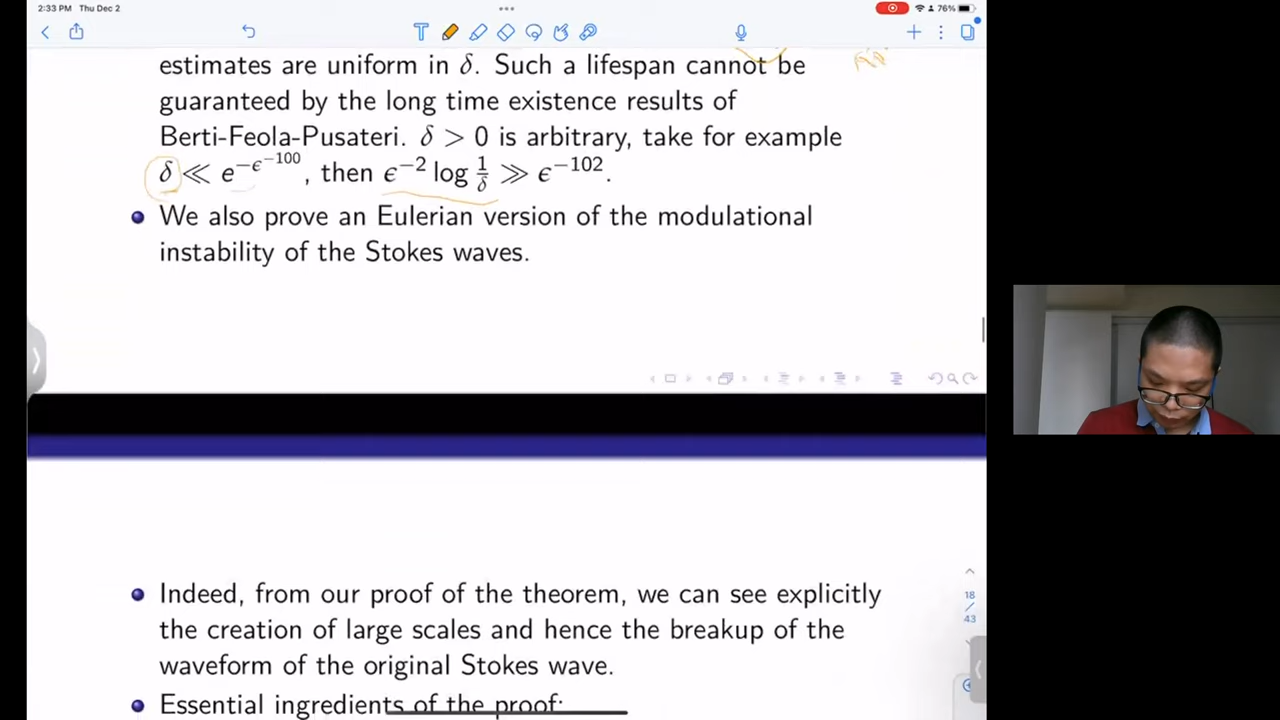 2:33 PM Thu Dec 2
76%
estimates are uniform in δ. Such a lifespan cannot be
guaranteed by the long time existence results of
Berti-Feola-Pusateri. δ > 0 is arbitrary, take for example
δ ≪ e^{−ϵ^{−100}}, then ϵ^{−2} log 1/δ ≫ ϵ^{−102}.
We also prove an Eulerian version of the modulational
instability of the Stokes waves.
Indeed, from our proof of the theorem, we can see explicitly
the creation of large scales and hence the breakup of the
waveform of the original Stokes wave.
Essential ingredients of the proof:
18
/
43